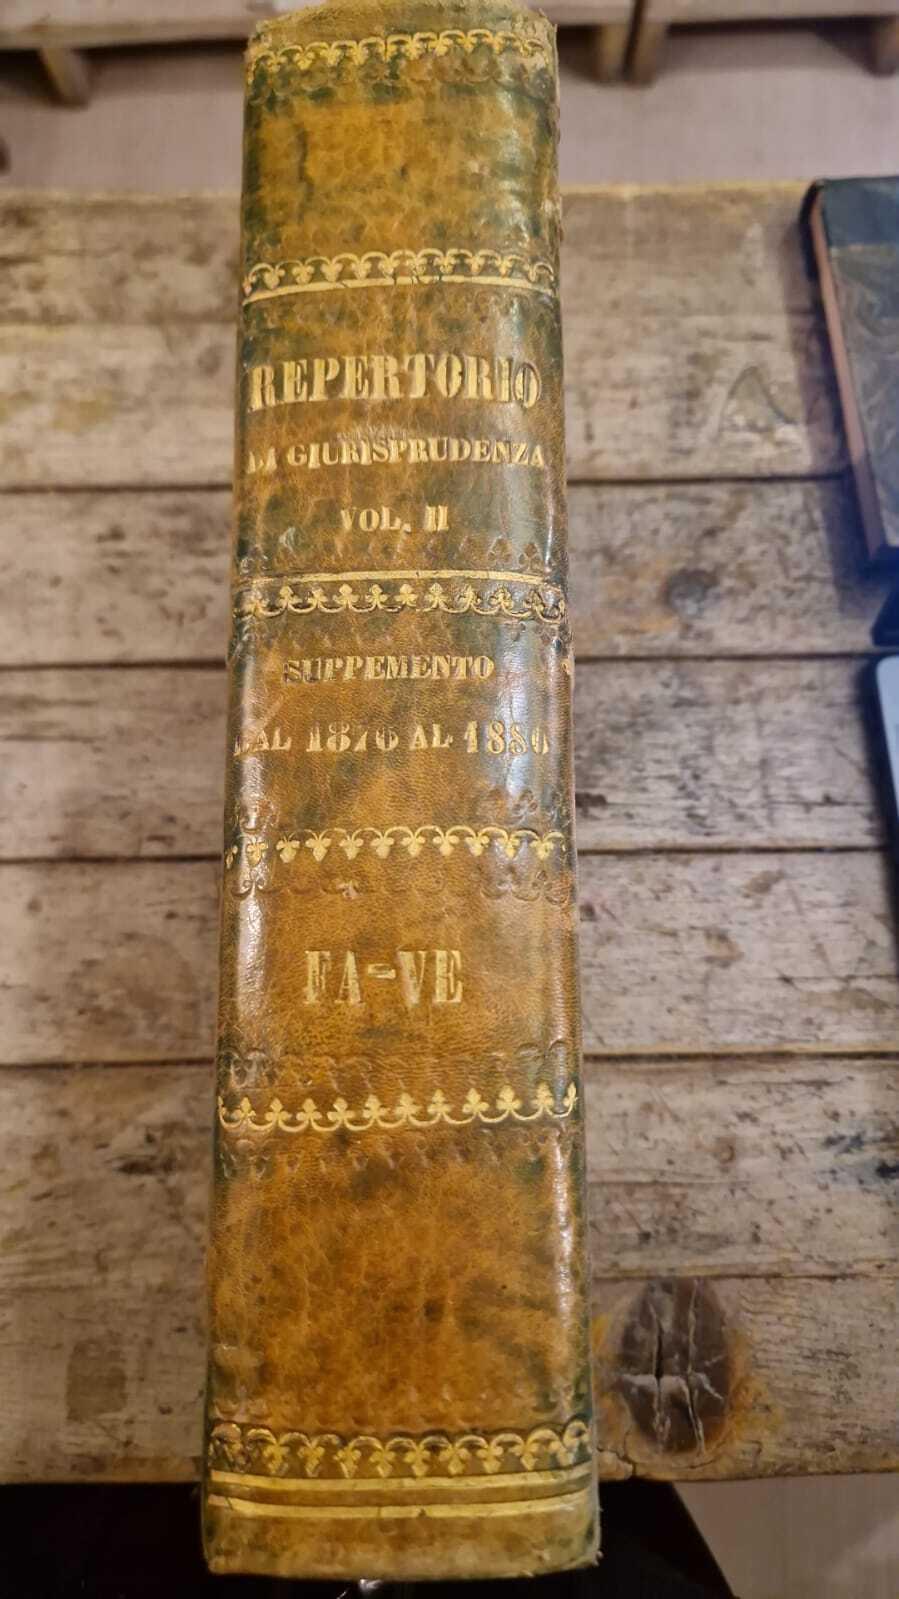 REPERTORIO
DI GIURISPRUDENZA
VOL. II
SUPPEMENTO
DAL 1876 AL 1880
FA-VE